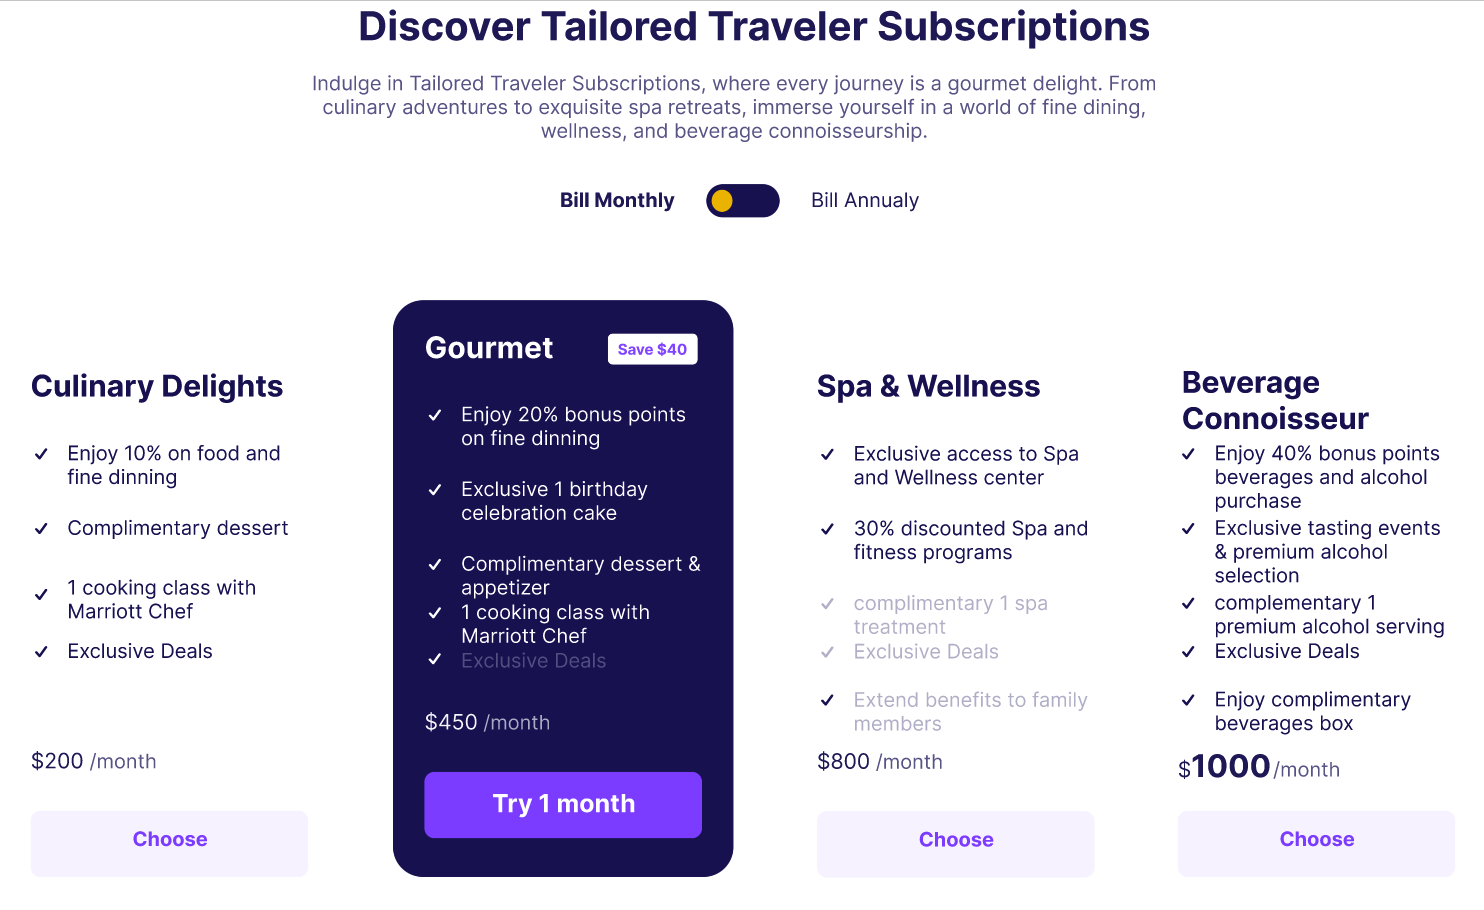 Discover Tailored Traveler Subscriptions
Indulge in Tailored Traveler Subscriptions, where every journey is a gourmet delight. From
culinary adventures to exquisite spa retreats, immerse yourself in a world of fine dining,
wellness, and beverage connoisseurship.
Bill Monthly
Bill Annualy
Culinary Delights
Enjoy 10% on food and
fine dinning
Complimentary dessert
1 cooking class with
Marriott Chef
Exclusive Deals
$200 /month
Choose
Gourmet
Save $40
Enjoy 20% bonus points
on fine dinning
Exclusive 1 birthday
celebration cake
Complimentary dessert &
appetizer
1 cooking class with
Marriott Chef
Exclusive Deals
$450 /month
Try 1 month
Spa & Wellness
Exclusive access to Spa
and Wellness center
30% discounted Spa and
fitness programs
complimentary 1 spa
treatment
Exclusive Deals
Extend benefits to family
members
$800 /month
Choose
Beverage
Connoisseur
Enjoy 40% bonus points
beverages and alcohol
purchase
Exclusive tasting events
& premium alcohol
selection
complementary 1
premium alcohol serving
Exclusive Deals
Enjoy complimentary
beverages box
$1000/month
Choose